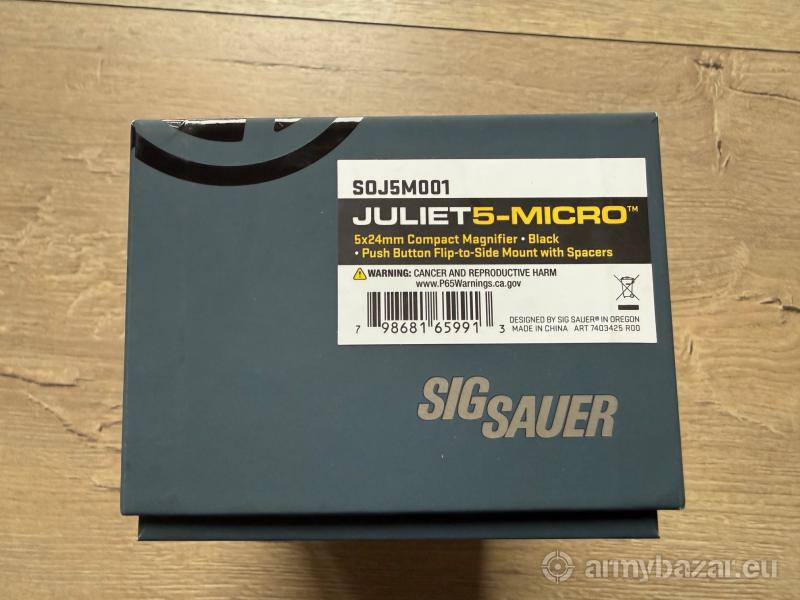 SOJ5M001
JULIET5-MICRO™
5x24mm Compact Magnifier • Black
• Push Button Flip-to-Side Mount with Spacers
⚠WARNING: CANCER AND REPRODUCTIVE HARM
www.P65Warnings.ca.gov
7 98681 65991 3
DESIGNED BY SIG SAUER® IN OREGON
MADE IN CHINA ART 7403425 R00
SIG SAUER
armybazar.eu